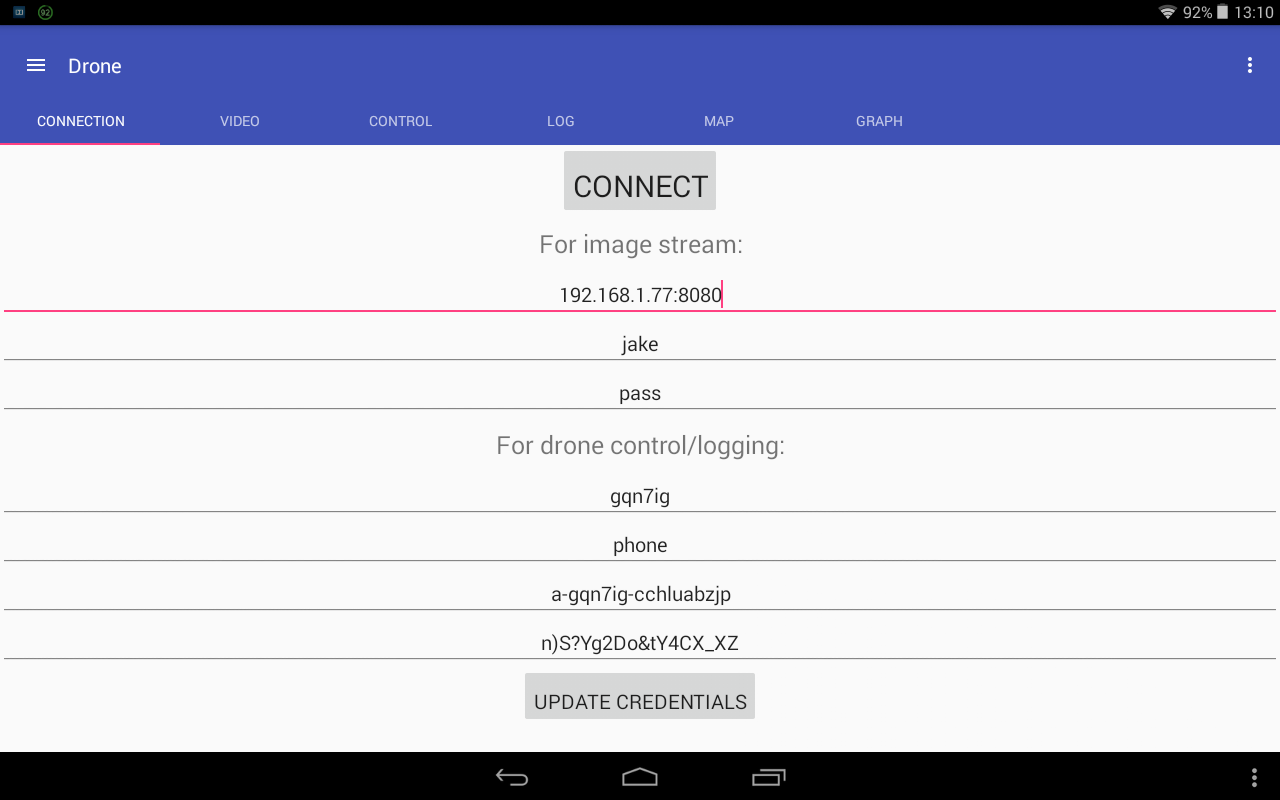 92 92% 13:10
Drone
CONNECTION VIDEO CONTROL LOG MAP GRAPH
CONNECT
For image stream:
192.168.1.77:8080
jake
pass
For drone control/logging:
gqn7ig
phone
a-gqn7ig-cchluabzjp
n)S?Yg2Do&tY4CX_XZ
UPDATE CREDENTIALS